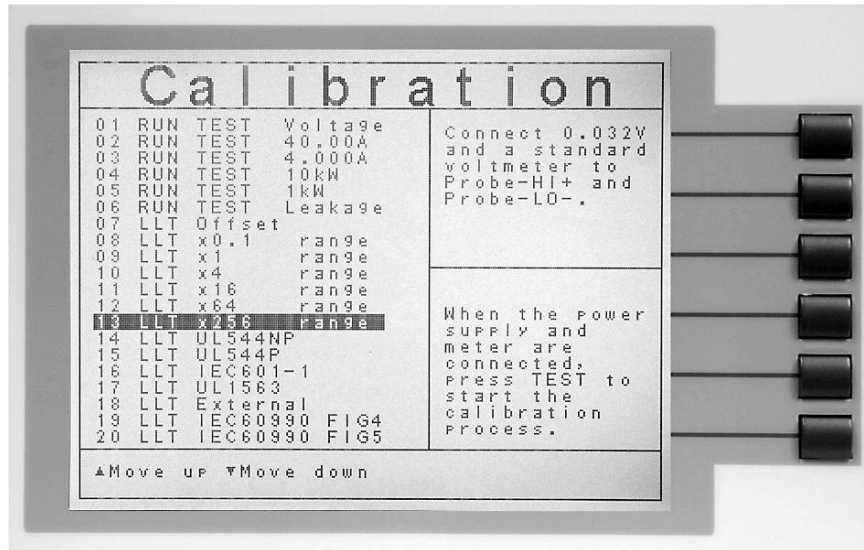 Calibration
01 RUN TEST Voltage
02 RUN TEST 40.00A
03 RUN TEST 4.000A
04 RUN TEST 10kW
05 RUN TEST 1kW
06 RUN TEST Leakage
07 LLT Offset
08 LLT x0.1 range
09 LLT x1 range
10 LLT x4 range
11 LLT x16 range
12 LLT x64 range
13 LLT x256 range
14 LLT UL544NP
15 LLT UL544P
16 LLT IEC601-1
17 LLT UL1563
18 LLT External
19 LLT IEC60990 FIG4
20 LLT IEC60990 FIG5
Connect 0.032V
and a standard
voltmeter to
Probe-HI+ and
Probe-LO-.
When the power
supply and
meter are
connected,
press TEST to
start the
calibration
process.
▲Move up ▼Move down